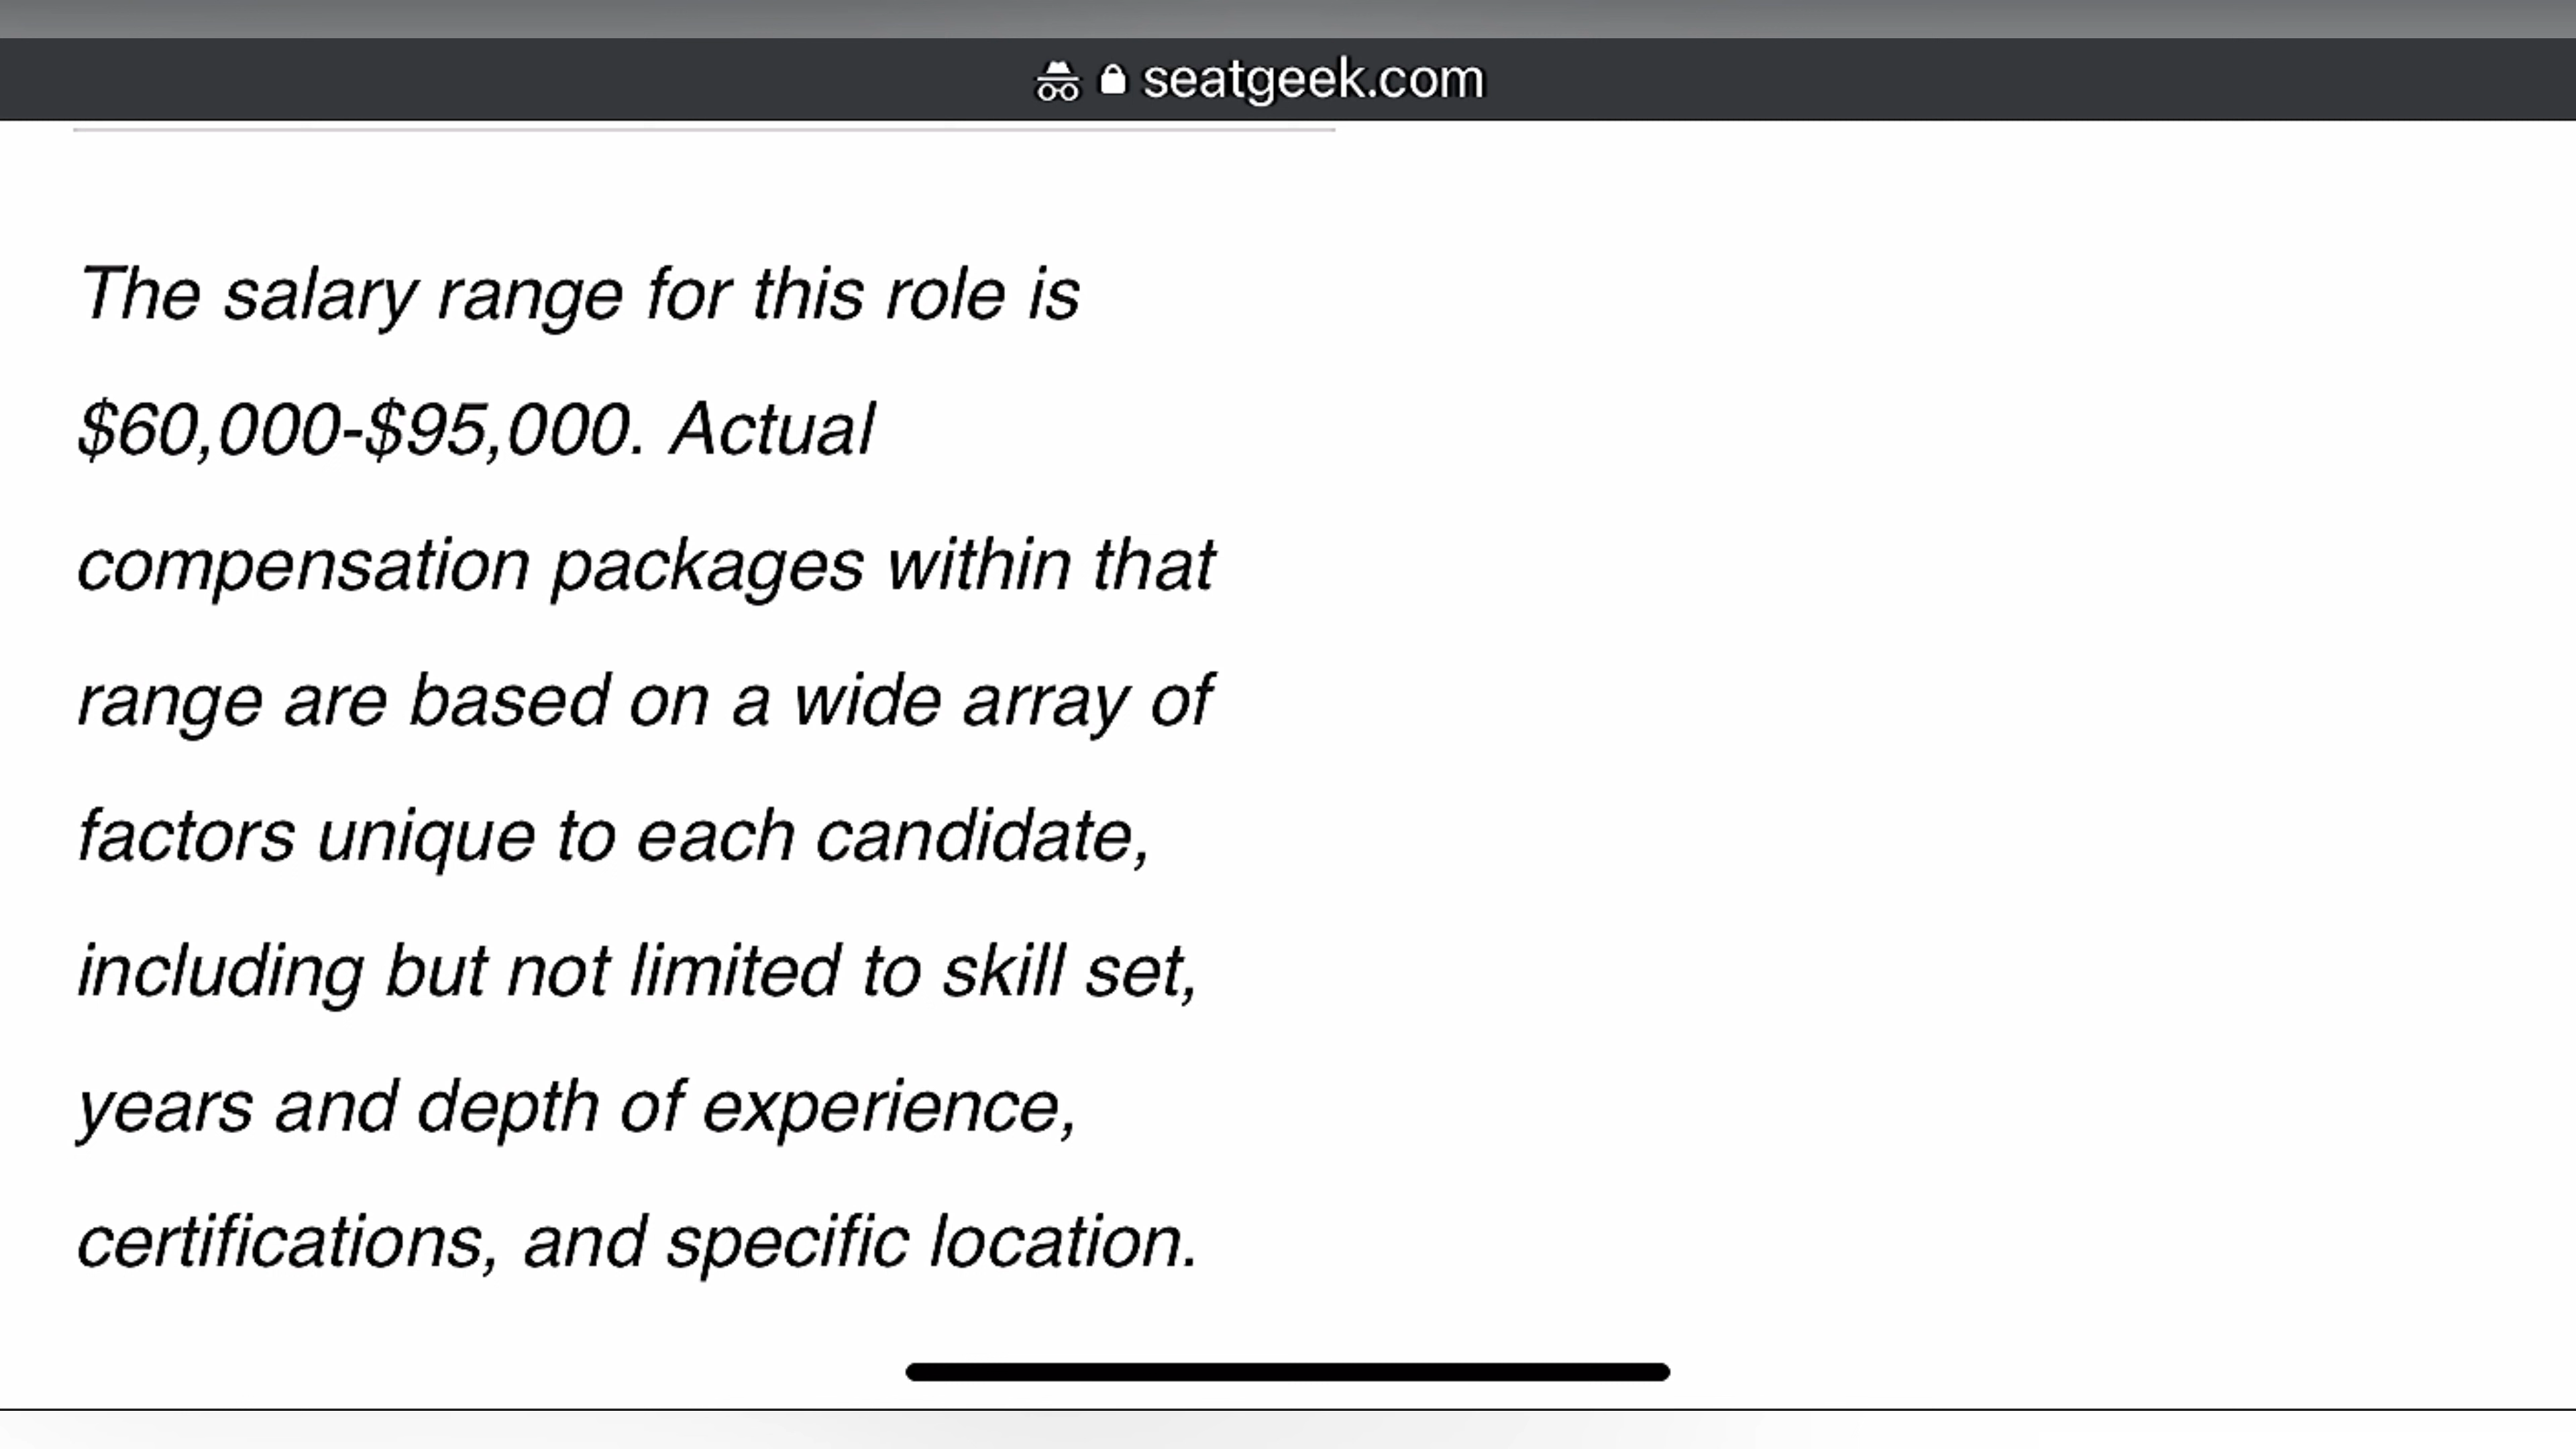 seatgeek.com
The salary range for this role is
$60,000-$95,000. Actual
compensation packages within that
range are based on a wide array of
factors unique to each candidate,
including but not limited to skill set,
years and depth of experience,
certifications, and specific location.